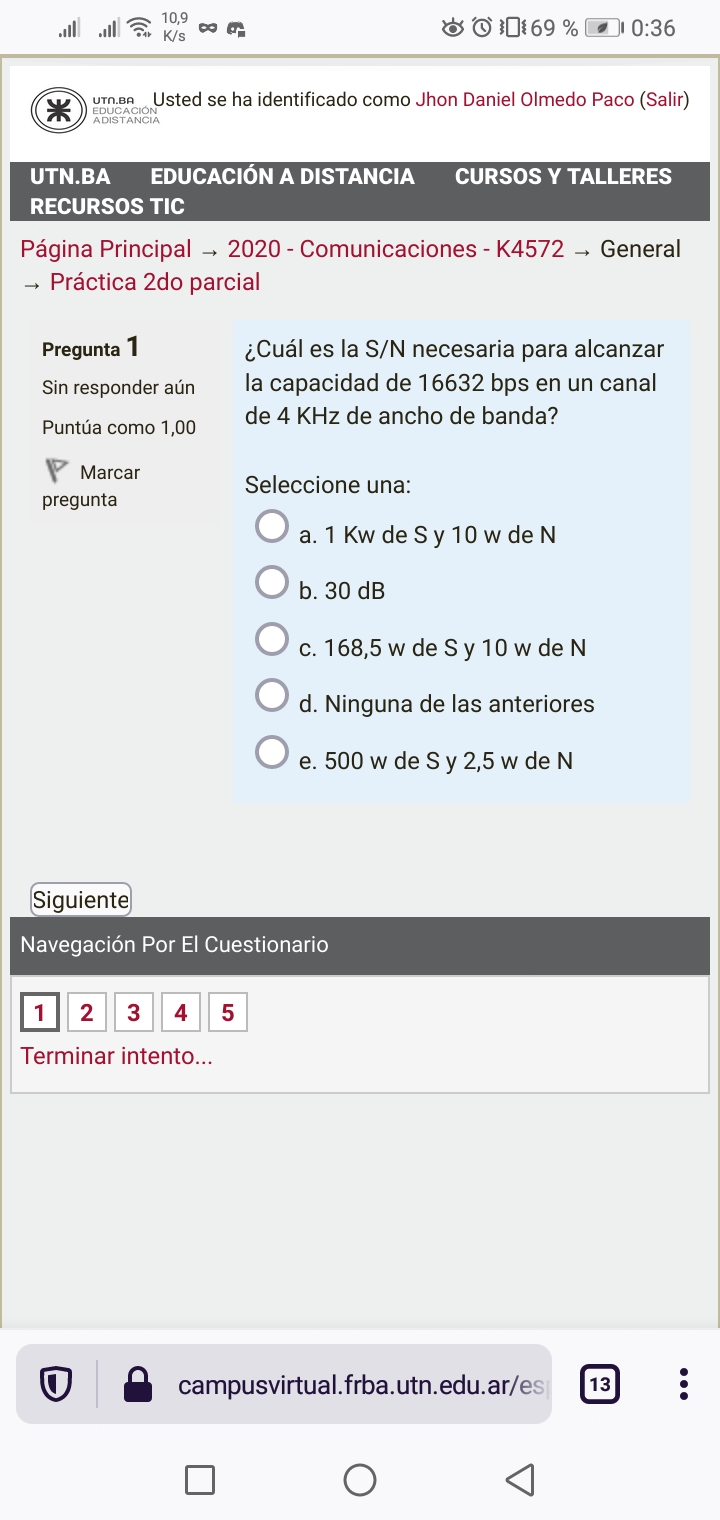 10,9
K/s
69 %
0:36
UTN.BA
EDUCACIÓN
A DISTANCIA
Usted se ha identificado como Jhon Daniel Olmedo Paco (Salir)
UTN.BA EDUCACIÓN A DISTANCIA CURSOS Y TALLERES
RECURSOS TIC
Página Principal → 2020 - Comunicaciones - K4572 → General
→ Práctica 2do parcial
Pregunta 1
Sin responder aún
Puntúa como 1,00
Marcar
pregunta
¿Cuál es la S/N necesaria para alcanzar
la capacidad de 16632 bps en un canal
de 4 KHz de ancho de banda?
Seleccione una:
a. 1 Kw de S y 10 w de N
b. 30 dB
c. 168,5 w de S y 10 w de N
d. Ninguna de las anteriores
e. 500 w de S y 2,5 w de N
Siguiente
Navegación Por El Cuestionario
1 2 3 4 5
Terminar intento...
campusvirtual.frba.utn.edu.ar/es
13